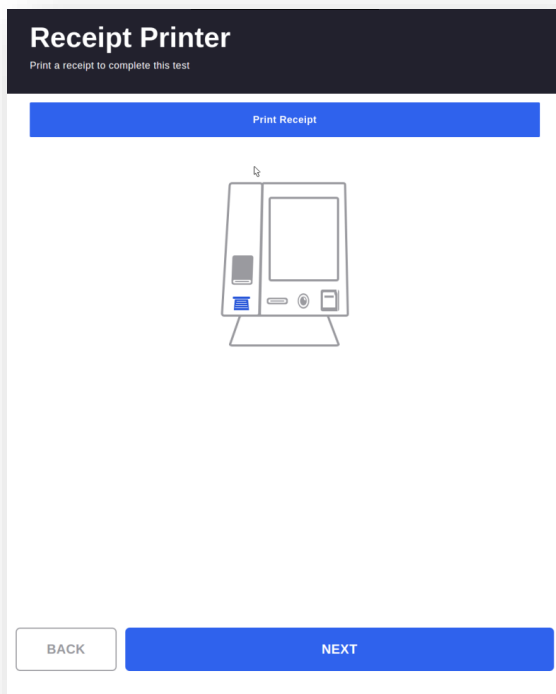 Receipt Printer
Print a receipt to complete this test
Print Receipt
BACK
NEXT